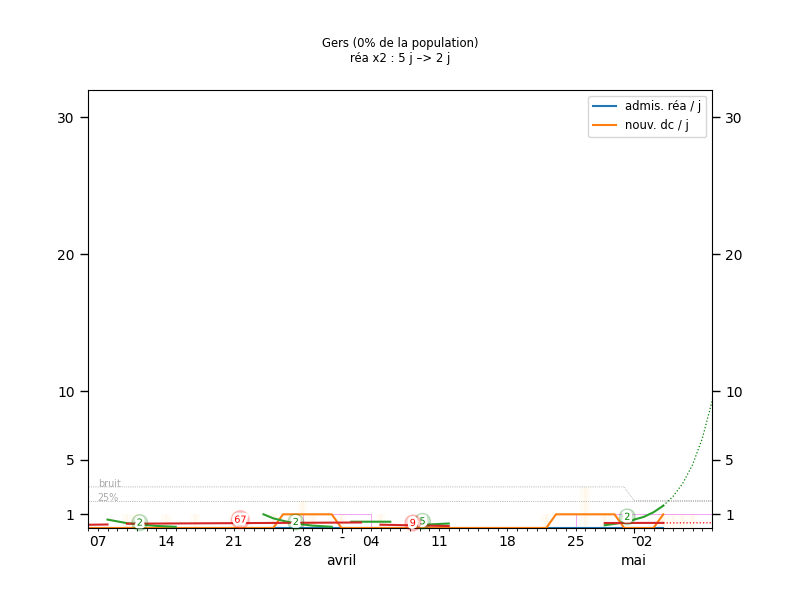 Gers (0% de la population)
réa x2 : 5 j –> 2 j
admis. réa / j
nouv. dc / j
30 30
20 20
10 10
5 5
1 1
bruit
25%
2 67 2 9 5 2
07 14 21 28 - 04 11 18 25 - 02
avril mai